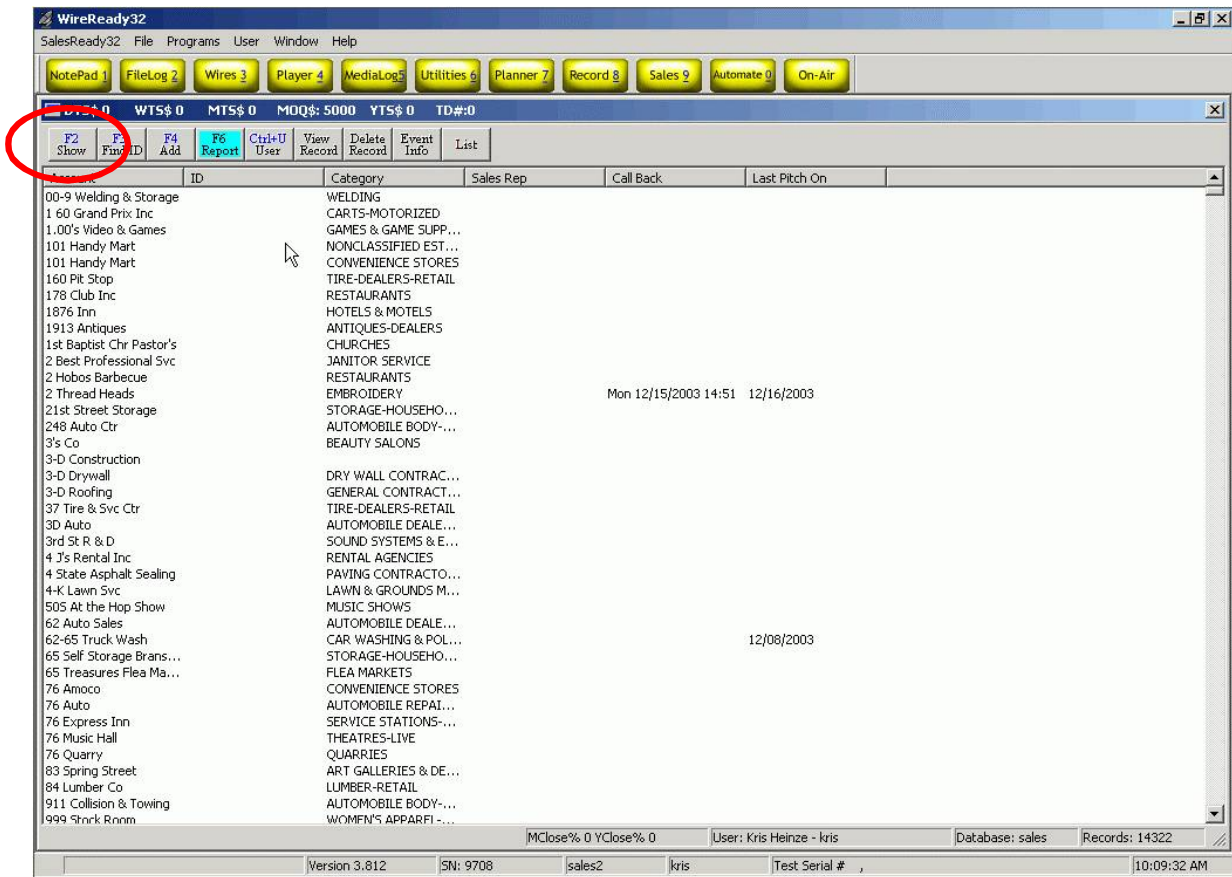 WireReady32
SalesReady32 File Programs User Window Help
NotePad 1 FileLog 2 Wires 3 Player 4 MediaLog5 Utilities 6 Planner 7 Record 8 Sales 9 Automate 0 On-Air
DTS$ 0 WTS$ 0 MTS$ 0 MOQ$: 5000 YTS$ 0 TD#:0
F2 Show F3 Find ID F4 Add F6 Report Ctrl+U User View Record Delete Record Event Info List
Account ID Category Sales Rep Call Back Last Pitch On
00-9 Welding & Storage WELDING
1 60 Grand Prix Inc CARTS-MOTORIZED
1.00's Video & Games GAMES & GAME SUPP...
101 Handy Mart NONCLASSIFIED EST...
101 Handy Mart CONVENIENCE STORES
160 Pit Stop TIRE-DEALERS-RETAIL
178 Club Inc RESTAURANTS
1876 Inn HOTELS & MOTELS
1913 Antiques ANTIQUES-DEALERS
1st Baptist Chr Pastor's CHURCHES
2 Best Professional Svc JANITOR SERVICE
2 Hobos Barbecue RESTAURANTS
2 Thread Heads EMBROIDERY Mon 12/15/2003 14:51 12/16/2003
21st Street Storage STORAGE-HOUSEHO...
248 Auto Ctr AUTOMOBILE BODY-...
3's Co BEAUTY SALONS
3-D Construction
3-D Drywall DRY WALL CONTRAC...
3-D Roofing GENERAL CONTRACT...
37 Tire & Svc Ctr TIRE-DEALERS-RETAIL
3D Auto AUTOMOBILE DEALE...
3rd St R & D SOUND SYSTEMS & E...
4 J's Rental Inc RENTAL AGENCIES
4 State Asphalt Sealing PAVING CONTRACTO...
4-K Lawn Svc LAWN & GROUNDS M...
50S At the Hop Show MUSIC SHOWS
62 Auto Sales AUTOMOBILE DEALE...
62-65 Truck Wash CAR WASHING & POL... 12/08/2003
65 Self Storage Brans... STORAGE-HOUSEHO...
65 Treasures Flea Ma... FLEA MARKETS
76 Amoco CONVENIENCE STORES
76 Auto AUTOMOBILE REPAI...
76 Express Inn SERVICE STATIONS-...
76 Music Hall THEATRES-LIVE
76 Quarry QUARRIES
83 Spring Street ART GALLERIES & DE...
84 Lumber Co LUMBER-RETAIL
911 Collision & Towing AUTOMOBILE BODY-...
999 Stock Room WOMEN'S APPAREL-...
MClose% 0 YClose% 0 User: Kris Heinze - kris Database: sales Records: 14322
Version 3.812 SN: 9708 sales2 kris Test Serial # , 10:09:32 AM